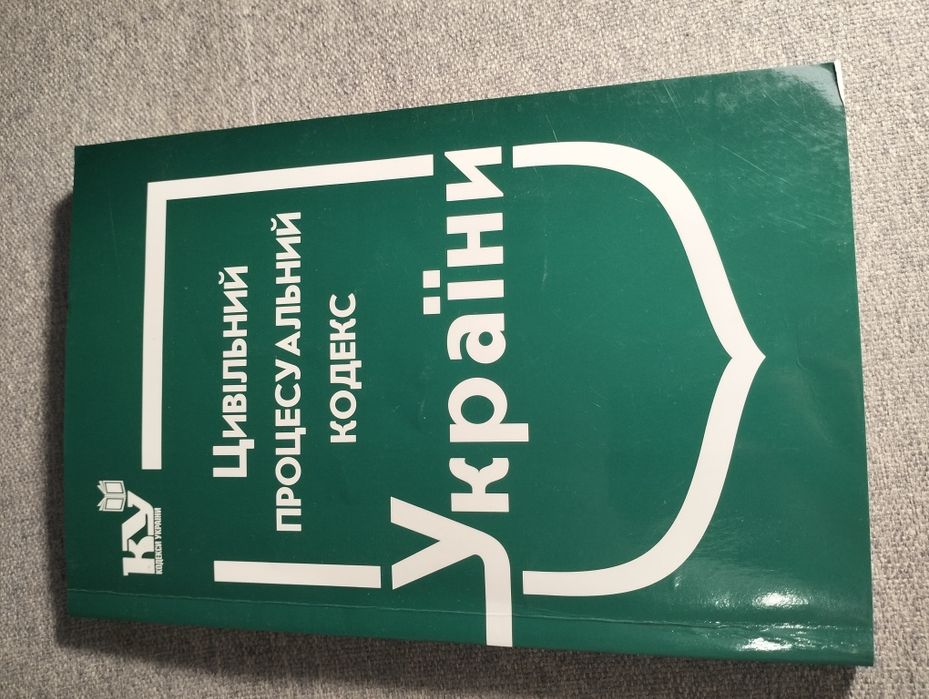 КУ
КОДЕКСИ УКРАЇНИ
Цивільний
процесуальний
кодекс
України